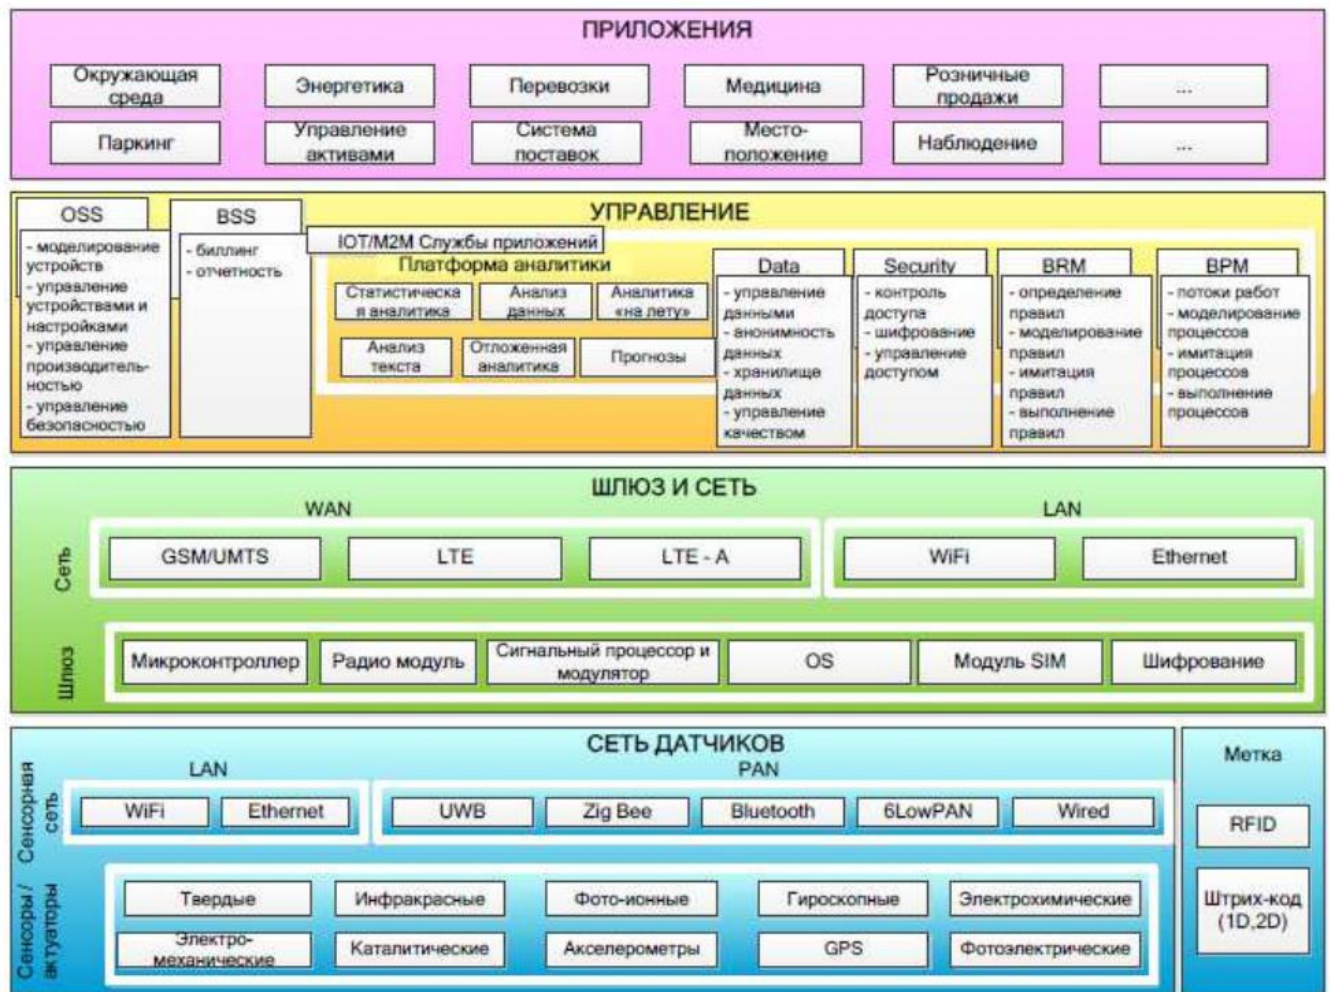 ПРИЛОЖЕНИЯ
Окружающая
среда
Энергетика
Перевозки
Медицина
Розничные
продажи
...
Паркинг
Управление
активами
Система
поставок
Место-
положение
Наблюдение
...
УПРАВЛЕНИЕ
OSS
- моделирование
устройств
- управление
устройствами и
настройками
- управление
производитель-
ностью
- управление
безопасностью
BSS
- биллинг
- отчетность
IOT/M2M Службы приложений
Платформа аналитики
Статистическа
я аналитика
Анализ
данных
Аналитика
«на лету»
Анализ
текста
Отложенная
аналитика
Прогнозы
Data
- управление
данными
- анонимность
данных
- хранилище
данных
- управление
качеством
Security
- контроль
доступа
- шифрование
- управление
доступом
BRM
- определение
правил
- моделирование
правил
- имитация
правил
- выполнение
правил
BPM
- потоки работ
- моделирование
процессов
- имитация
процессов
- выполнение
процессов
ШЛЮЗ И СЕТЬ
WAN
LAN
Сеть
GSM/UMTS
LTE
LTE - A
WiFi
Ethernet
Шлюз
Микроконтроллер
Радио модуль
Сигнальный процессор и
модулятор
OS
Модуль SIM
Шифрование
СЕТЬ ДАТЧИКОВ
LAN
PAN
Сенсорная
сеть
WiFi
Ethernet
UWB
Zig Bee
Bluetooth
6LowPAN
Wired
Сенсоры /
актуаторы
Твердые
Инфракрасные
Фото-ионные
Гироскопные
Электрохимические
Электро-
механические
Каталитические
Акселерометры
GPS
Фотоэлектрические
Метка
RFID
Штрих-код
(1D,2D)